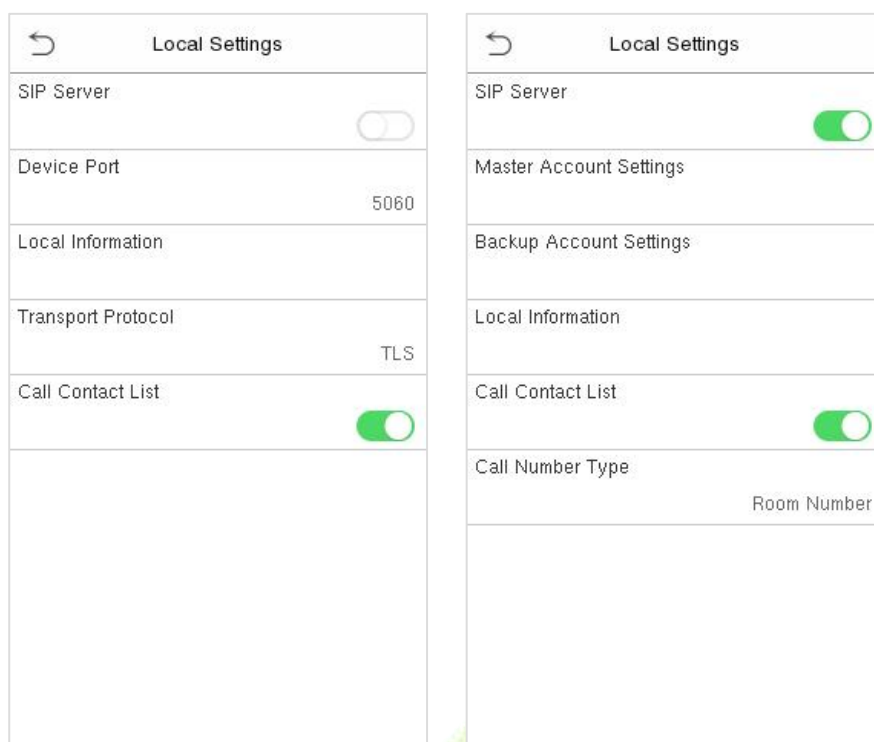 Local Settings
SIP Server
Device Port
5060
Local Information
Transport Protocol
TLS
Call Contact List
Local Settings
SIP Server
Master Account Settings
Backup Account Settings
Local Information
Call Contact List
Call Number Type
Room Number